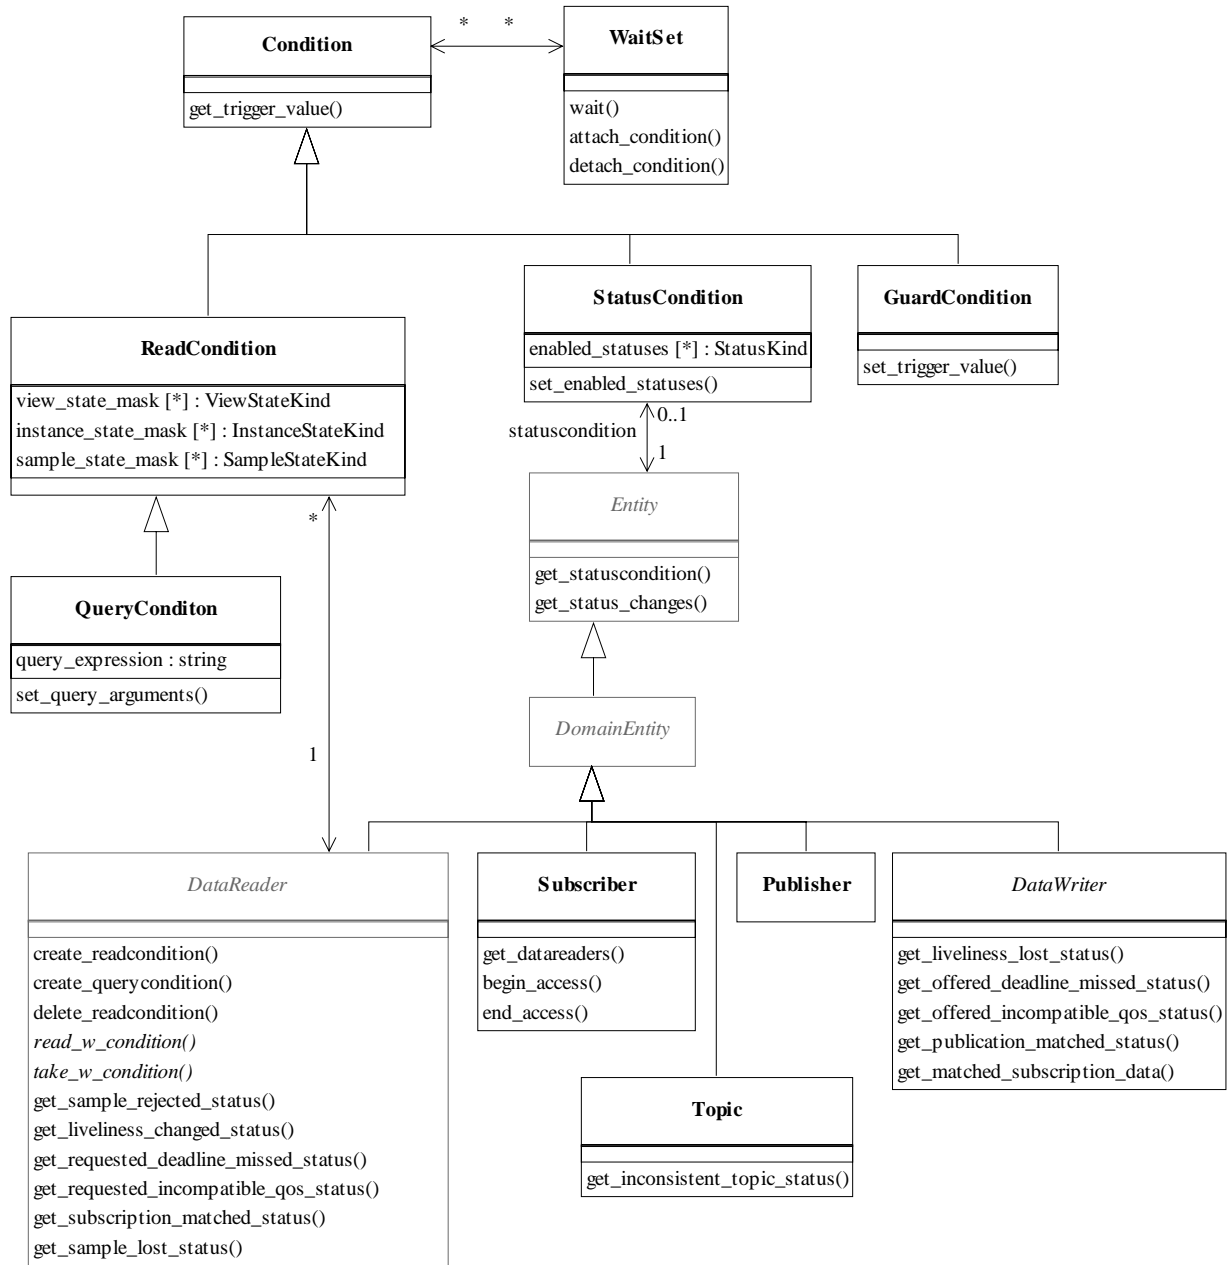 Condition
get_trigger_value()
* *
WaitSet
wait()
attach_condition()
detach_condition()
ReadCondition
view_state_mask [*] : ViewStateKind
instance_state_mask [*] : InstanceStateKind
sample_state_mask [*] : SampleStateKind
StatusCondition
enabled_statuses [*] : StatusKind
set_enabled_statuses()
GuardCondition
set_trigger_value()
0..1
statuscondition
1
Entity
get_statuscondition()
get_status_changes()
*
1
QueryConditon
query_expression : string
set_query_arguments()
DomainEntity
DataReader
create_readcondition()
create_querycondition()
delete_readcondition()
read_w_condition()
take_w_condition()
get_sample_rejected_status()
get_liveliness_changed_status()
get_requested_deadline_missed_status()
get_requested_incompatible_qos_status()
get_subscription_matched_status()
get_sample_lost_status()
Subscriber
get_datareaders()
begin_access()
end_access()
Publisher
DataWriter
get_liveliness_lost_status()
get_offered_deadline_missed_status()
get_offered_incompatible_qos_status()
get_publication_matched_status()
get_matched_subscription_data()
Topic
get_inconsistent_topic_status()